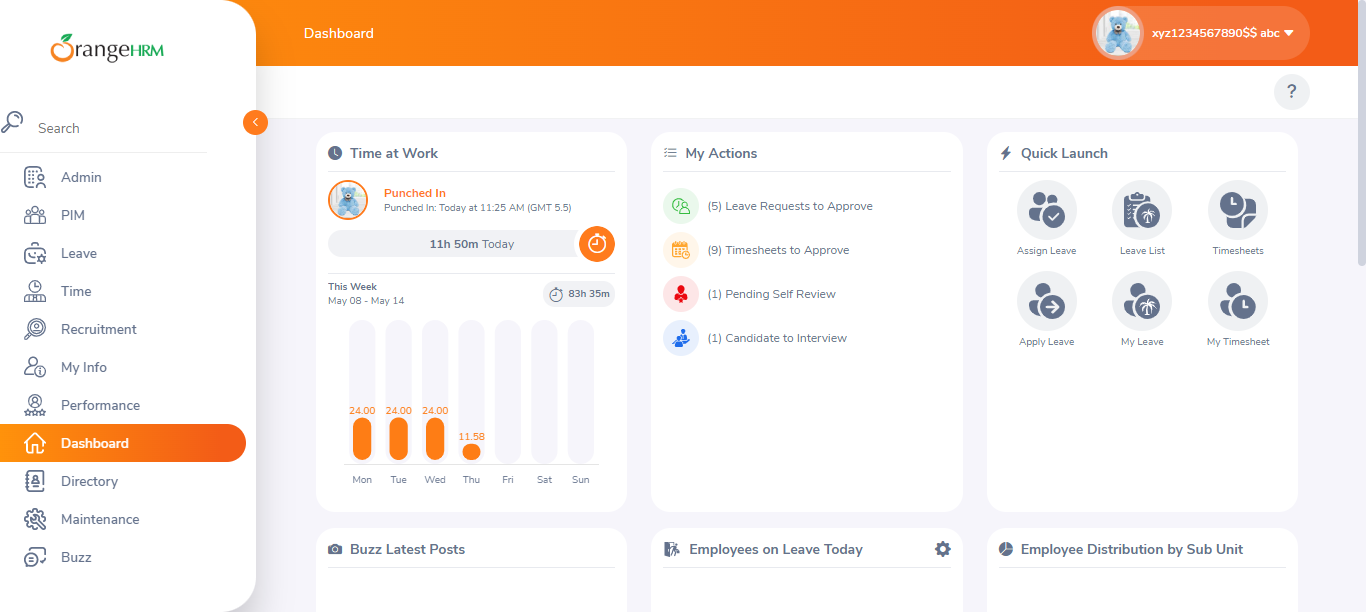 OrangeHRM
Search
Admin
PIM
Leave
Time
Recruitment
My Info
Performance
Dashboard
Directory
Maintenance
Buzz
Dashboard
xyz1234567890$$ abc
?
Time at Work
Punched In
Punched In: Today at 11:25 AM (GMT 5.5)
11h 50m Today
This Week
May 08 - May 14
83h 35m
24.00 24.00 24.00 11.58
Mon Tue Wed Thu Fri Sat Sun
My Actions
(5) Leave Requests to Approve
(9) Timesheets to Approve
(1) Pending Self Review
(1) Candidate to Interview
Quick Launch
Assign Leave Leave List Timesheets
Apply Leave My Leave My Timesheet
Buzz Latest Posts
Employees on Leave Today
Employee Distribution by Sub Unit